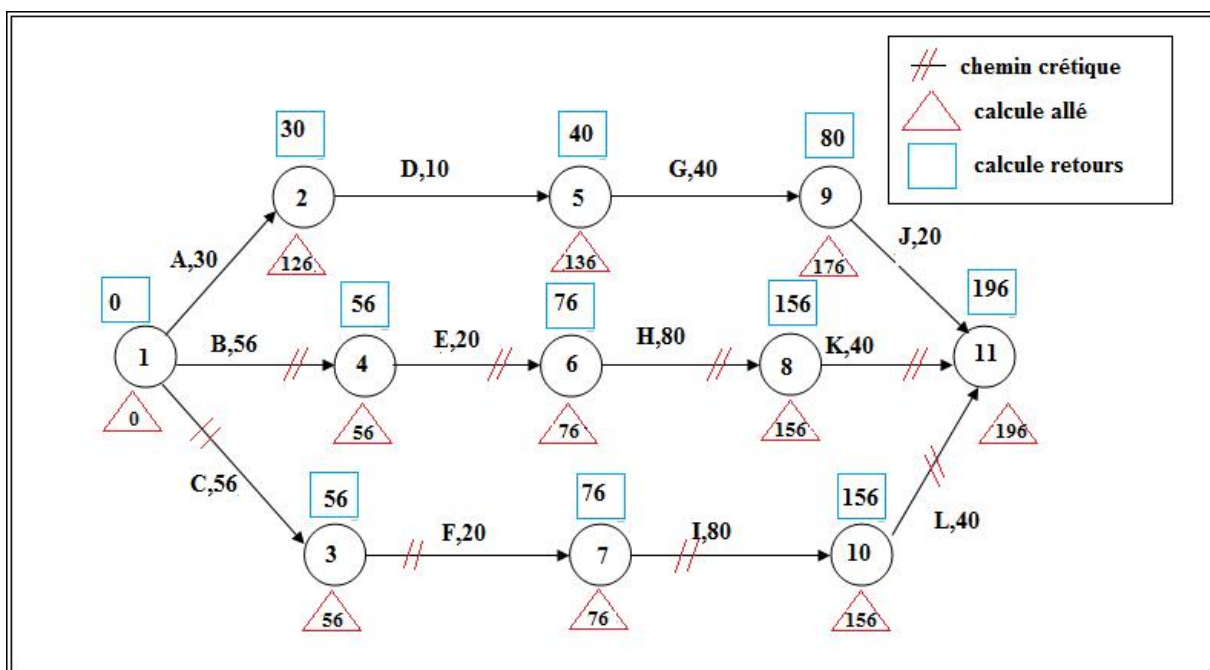 chemin crétique
calcule allé
calcule retours
30
40
80
D,10
G,40
2
5
9
A,30
126
136
176
J,20
0
56
76
156
196
B,56
E,20
H,80
K,40
1
4
6
8
11
0
56
76
156
196
C,56
56
76
156
F,20
I,80
L,40
3
7
10
56
76
156